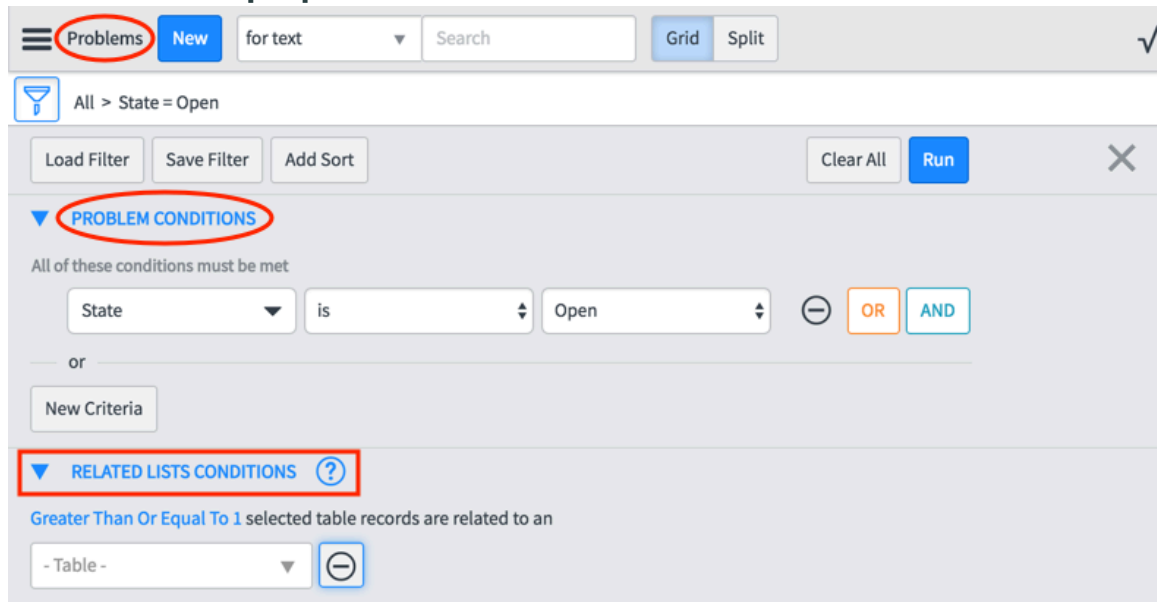 Problems New for text Search Grid Split
All > State = Open
Load Filter Save Filter Add Sort Clear All Run
PROBLEM CONDITIONS
All of these conditions must be met
State is Open OR AND
or
New Criteria
RELATED LISTS CONDITIONS ?
Greater Than Or Equal To 1 selected table records are related to an
- Table -